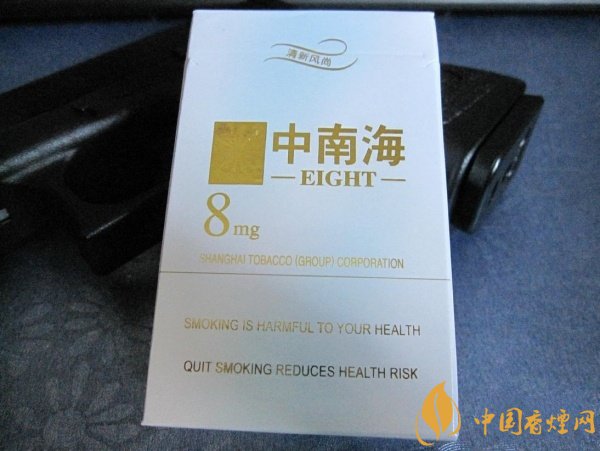 清新风尚
中南海
EIGHT
8mg
SHANGHAI TOBACCO (GROUP) CORPORATION
SMOKING IS HARMFUL TO YOUR HEALTH
QUIT SMOKING REDUCES HEALTH RISK
中国香烟网